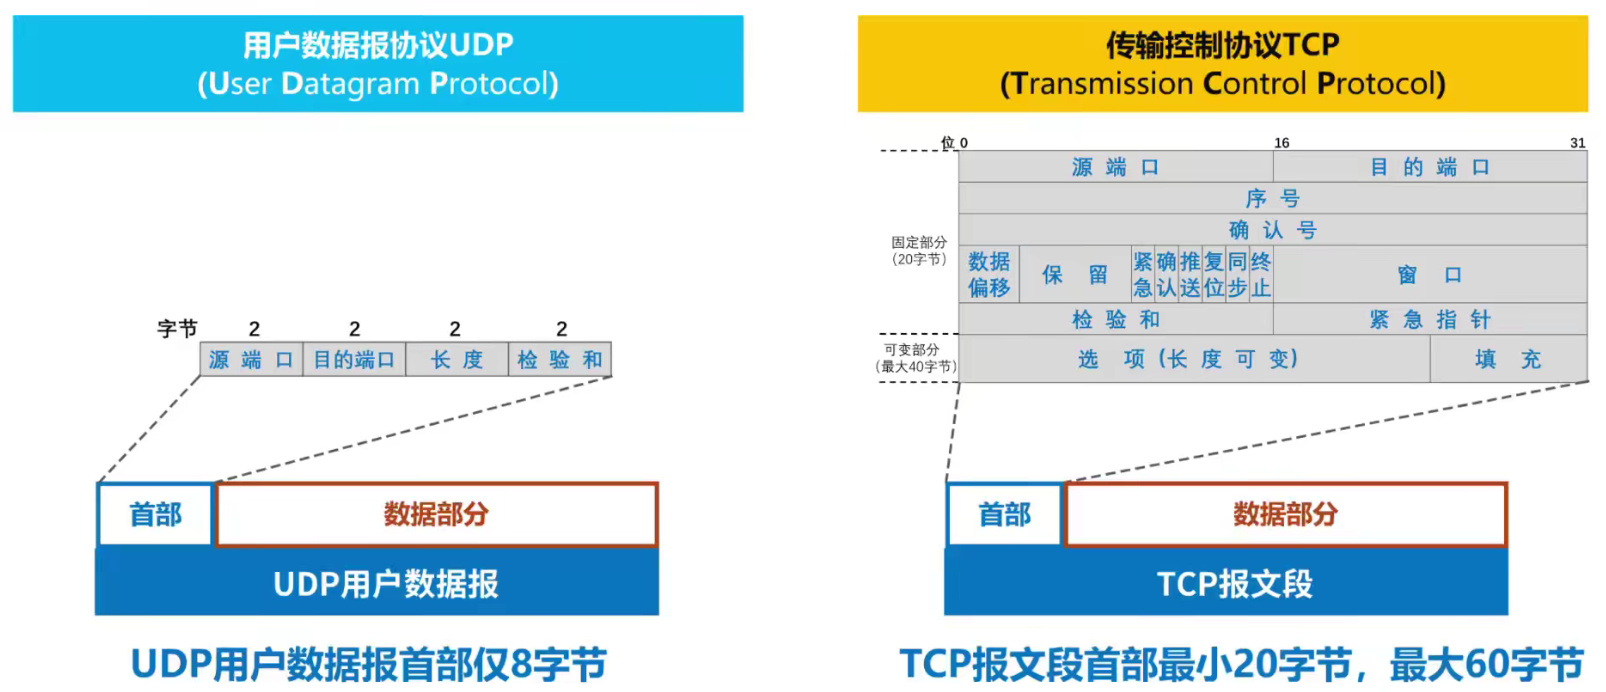 用户数据报协议UDP
(User Datagram Protocol)
字节 2 2 2 2
源端口 目的端口 长度 检验和
首部 数据部分
UDP用户数据报
UDP用户数据报首部仅8字节
传输控制协议TCP
(Transmission Control Protocol)
位 0 16 31
源端口 目的端口
序号
确认号
固定部分
(20字节)
数据偏移 保留 紧急 确认 推送 复位 同步 终止 窗口
检验和 紧急指针
可变部分
(最大40字节)
选项(长度可变) 填充
首部 数据部分
TCP报文段
TCP报文段首部最小20字节，最大60字节